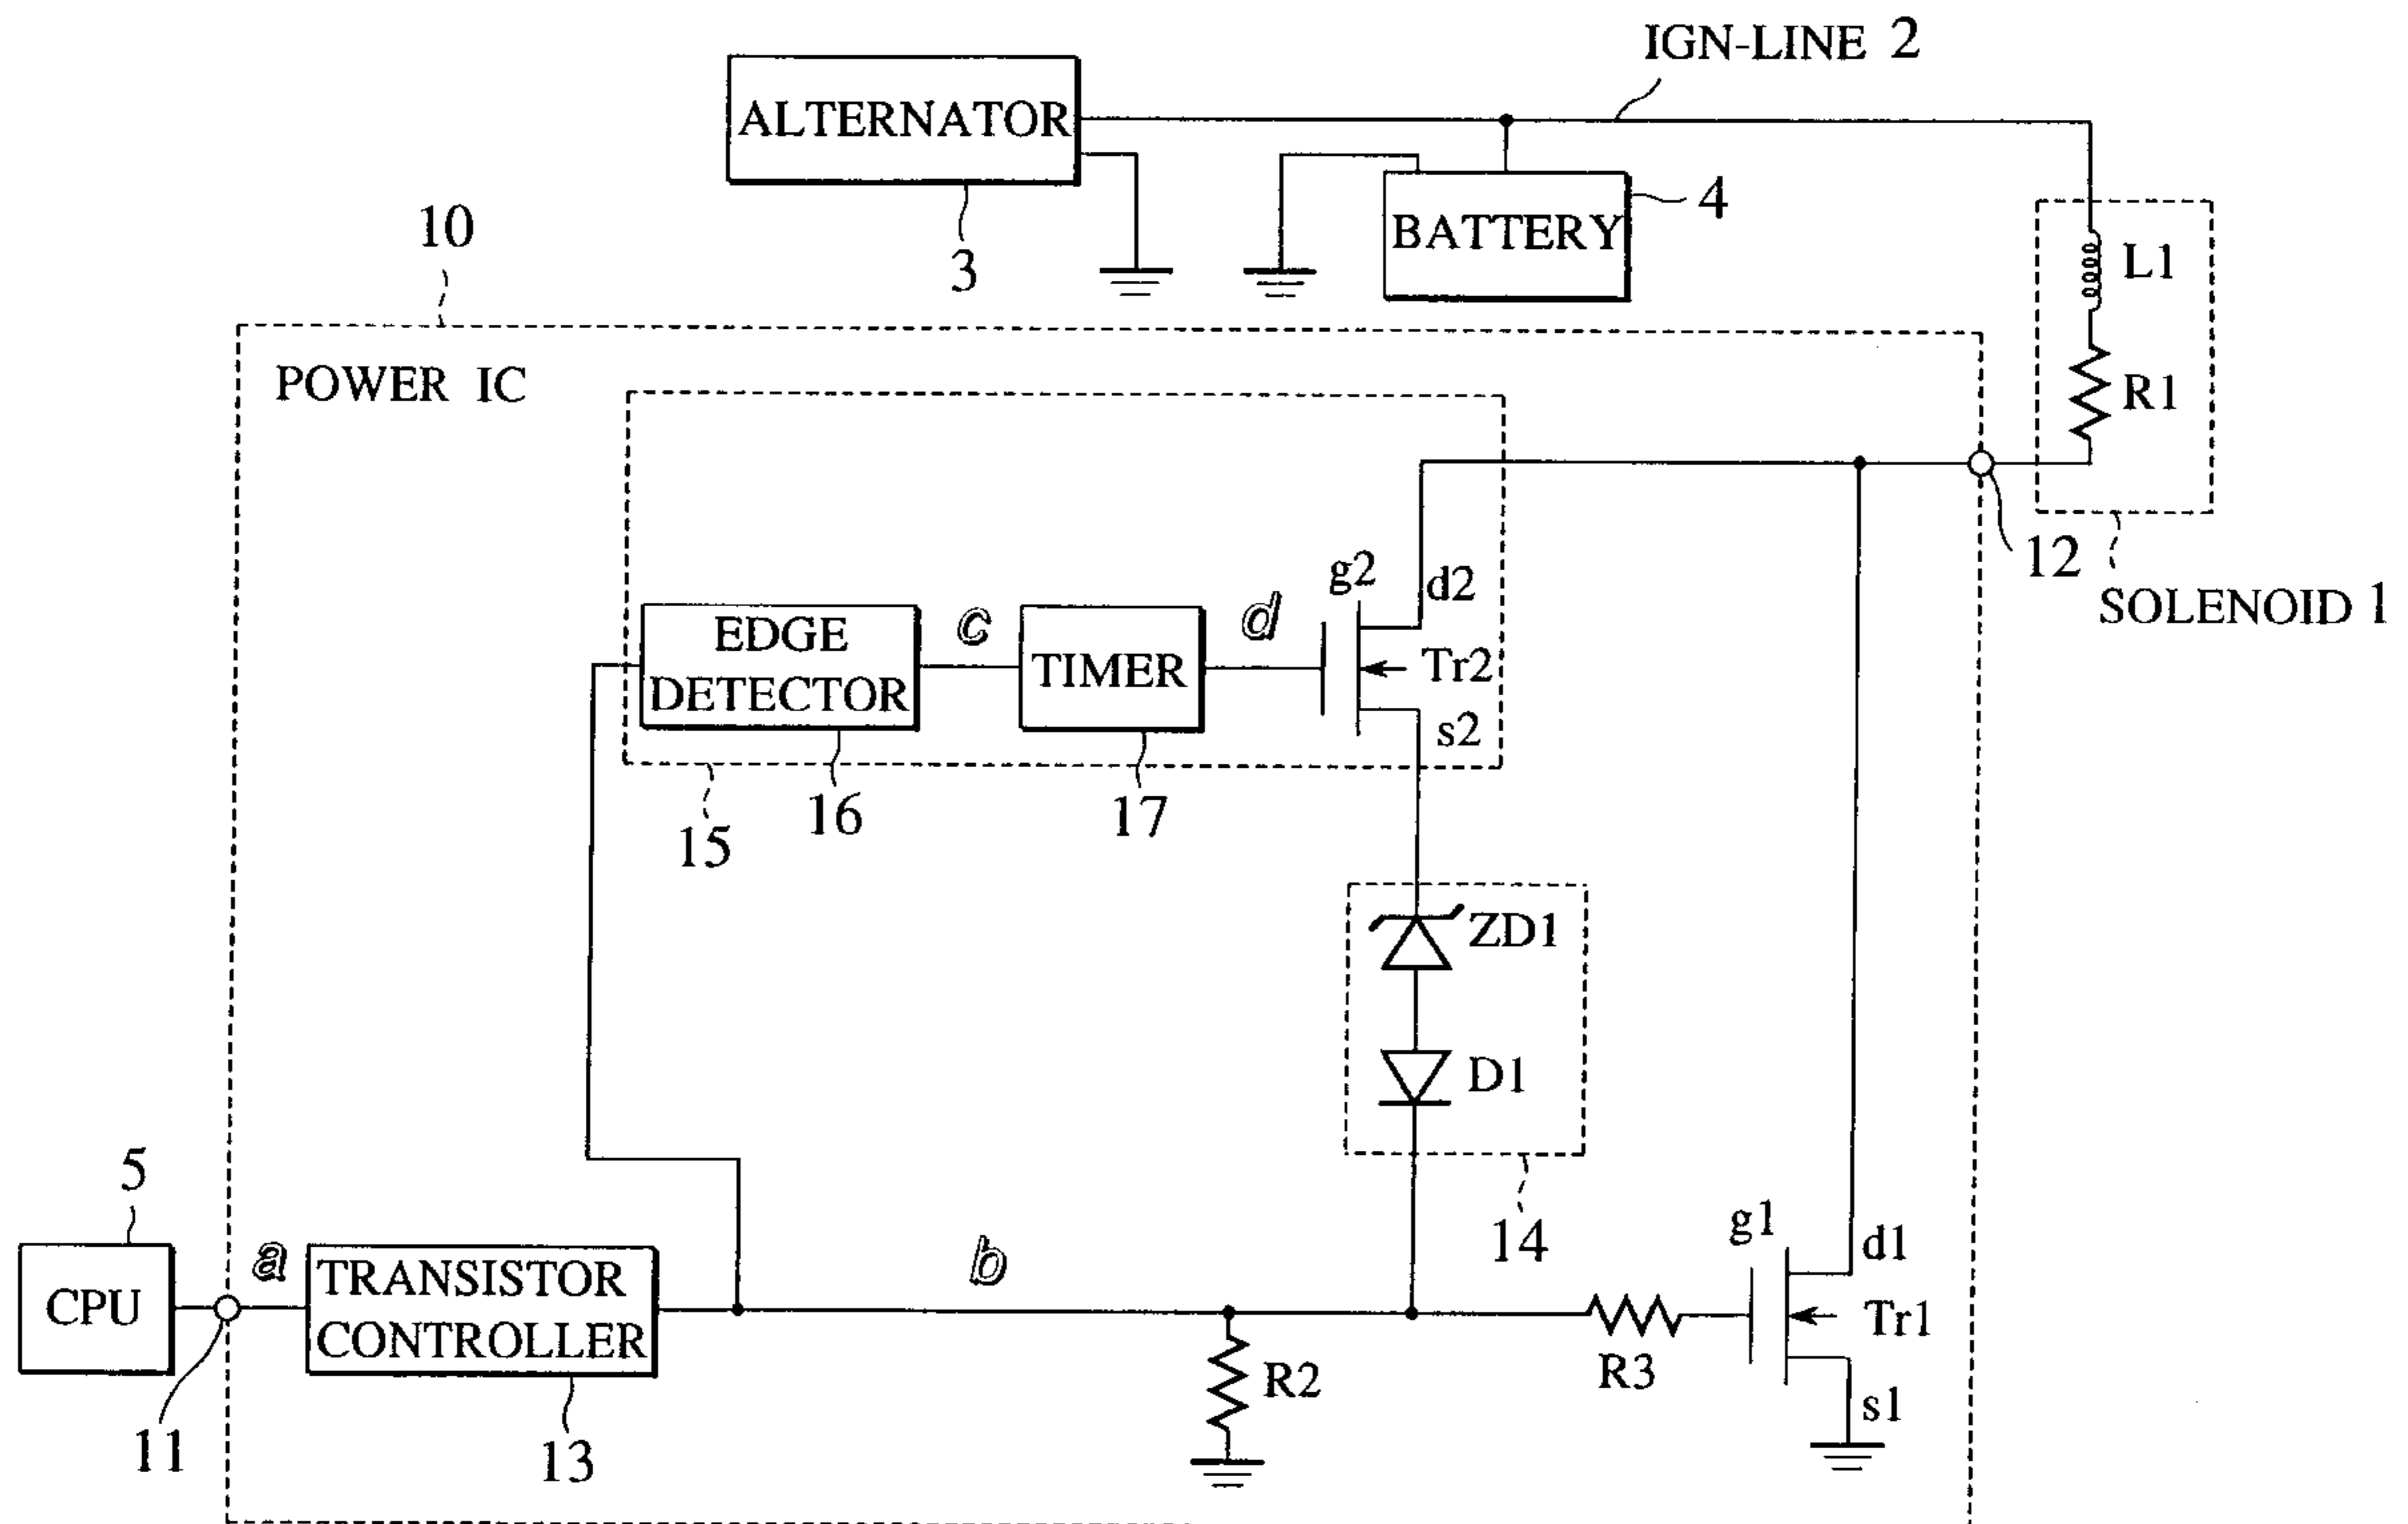 IGN-LINE 2
ALTERNATOR
3
BATTERY
4
10
POWER IC
L1
R1
12
SOLENOID 1
EDGE
DETECTOR
c
TIMER
d
g2
d2
Tr2
s2
15
16
17
ZD1
D1
14
5
CPU
a
11
TRANSISTOR
CONTROLLER
13
b
R2
R3
g1
d1
Tr1
s1